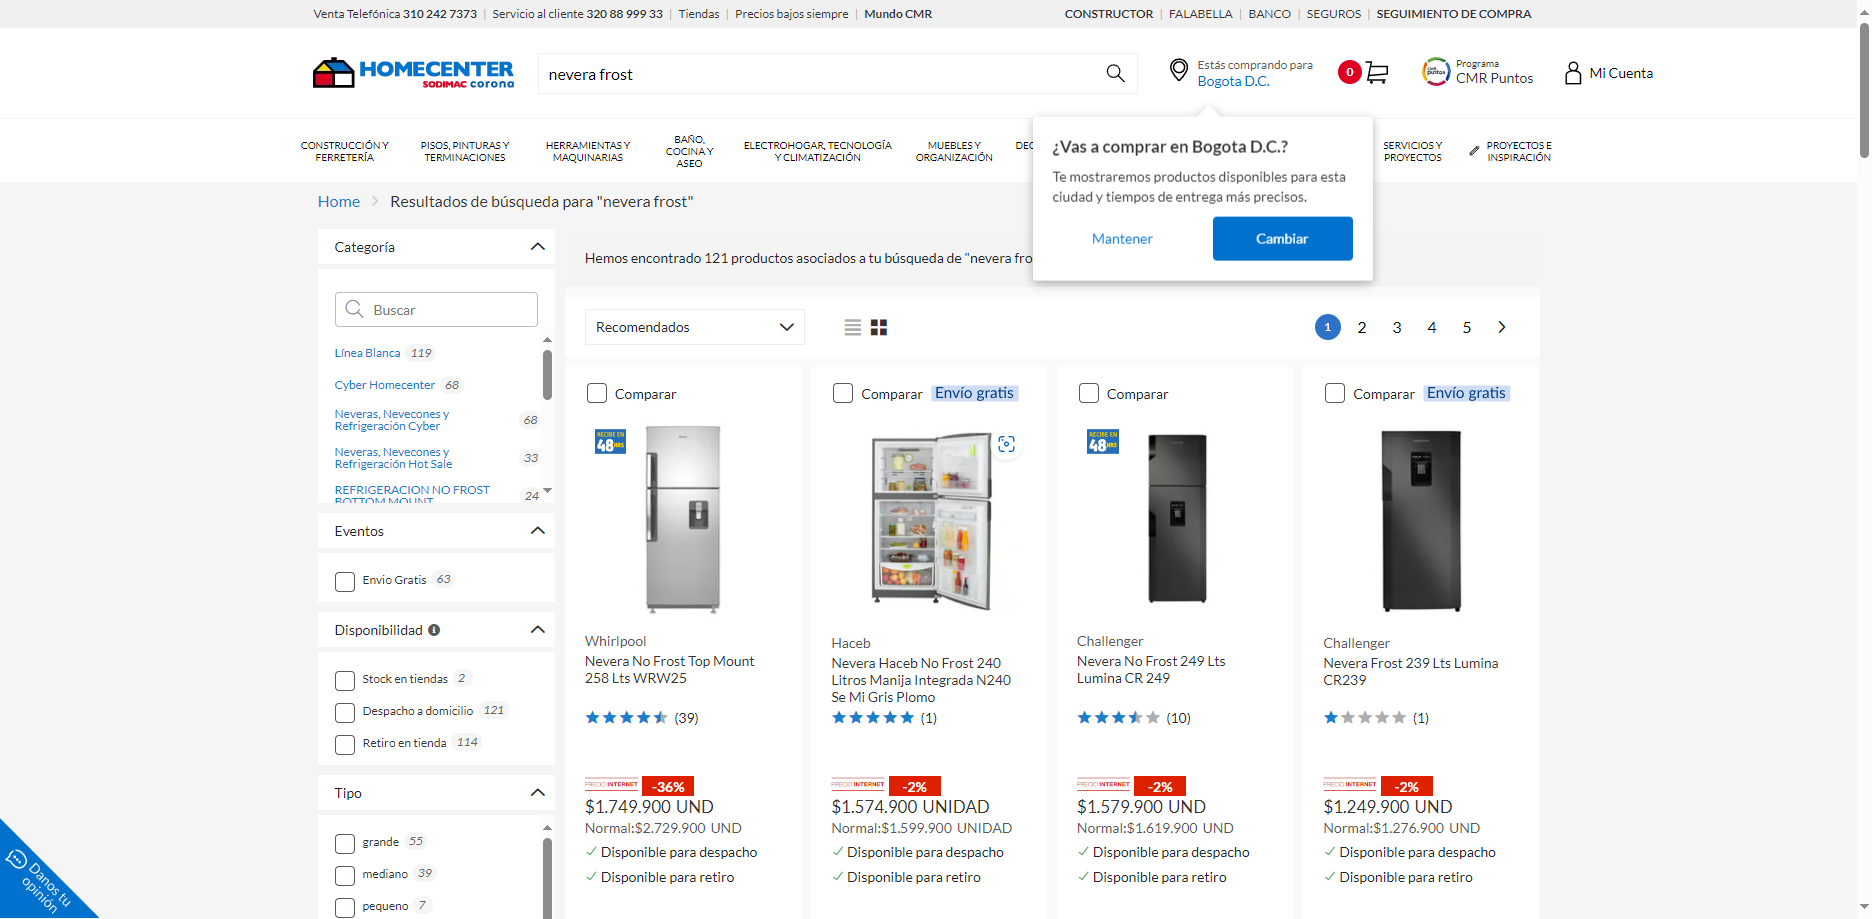 Venta Telefónica 310 242 7373 | Servicio al cliente 320 88 999 33 | Tiendas | Precios bajos siempre | Mundo CMR
CONSTRUCTOR | FALABELLA | BANCO | SEGUROS | SEGUIMIENTO DE COMPRA
HOMECENTER
SODIMAC corona
nevera frost
Estás comprando para
Bogota D.C.
0
CMR puntos
Programa
CMR Puntos
Mi Cuenta
CONSTRUCCIÓN Y
FERRETERÍA
PISOS, PINTURAS Y
TERMINACIONES
HERRAMIENTAS Y
MAQUINARIAS
BAÑO,
COCINA Y
ASEO
ELECTROHOGAR, TECNOLOGÍA
Y CLIMATIZACIÓN
MUEBLES Y
ORGANIZACIÓN
SERVICIOS Y
PROYECTOS
PROYECTOS E
INSPIRACIÓN
¿Vas a comprar en Bogota D.C.?
Te mostraremos productos disponibles para esta
ciudad y tiempos de entrega más precisos.
Mantener
Cambiar
Home > Resultados de búsqueda para "nevera frost"
Categoría
Buscar
Línea Blanca 119
Cyber Homecenter 68
Neveras, Nevecones y
Refrigeración Cyber 68
Neveras, Nevecones y
Refrigeración Hot Sale 33
REFRIGERACION NO FROST
BOTTOM MOUNT 24
Eventos
Envio Gratis 63
Disponibilidad
Stock en tiendas 2
Despacho a domicilio 121
Retiro en tienda 114
Tipo
grande 55
mediano 39
pequeno 7
Danos tu
opinión
Hemos encontrado 121 productos asociados a tu búsqueda de "nevera fro
Recomendados
1 2 3 4 5
Comparar
RECIBE EN
48 HRS
Whirlpool
Nevera No Frost Top Mount
258 Lts WRW25
(39)
PRECIO INTERNET -36%
$1.749.900 UND
Normal:$2.729.900 UND
Disponible para despacho
Disponible para retiro
Comparar Envío gratis
Haceb
Nevera Haceb No Frost 240
Litros Manija Integrada N240
Se Mi Gris Plomo
(1)
PRECIO INTERNET -2%
$1.574.900 UNIDAD
Normal:$1.599.900 UNIDAD
Disponible para despacho
Disponible para retiro
Comparar
RECIBE EN
48 HRS
Challenger
Nevera No Frost 249 Lts
Lumina CR 249
(10)
PRECIO INTERNET -2%
$1.579.900 UND
Normal:$1.619.900 UND
Disponible para despacho
Disponible para retiro
Comparar Envío gratis
Challenger
Nevera Frost 239 Lts Lumina
CR239
(1)
PRECIO INTERNET -2%
$1.249.900 UND
Normal:$1.276.900 UND
Disponible para despacho
Disponible para retiro